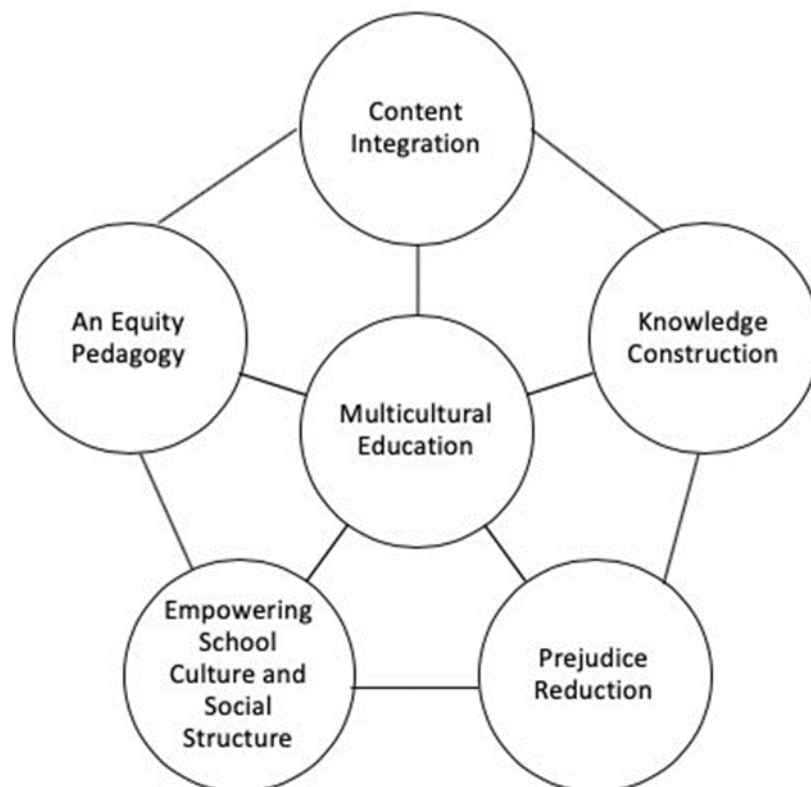 Content
Integration
An Equity
Pedagogy
Knowledge
Construction
Multicultural
Education
Empowering
School
Culture and
Social
Structure
Prejudice
Reduction